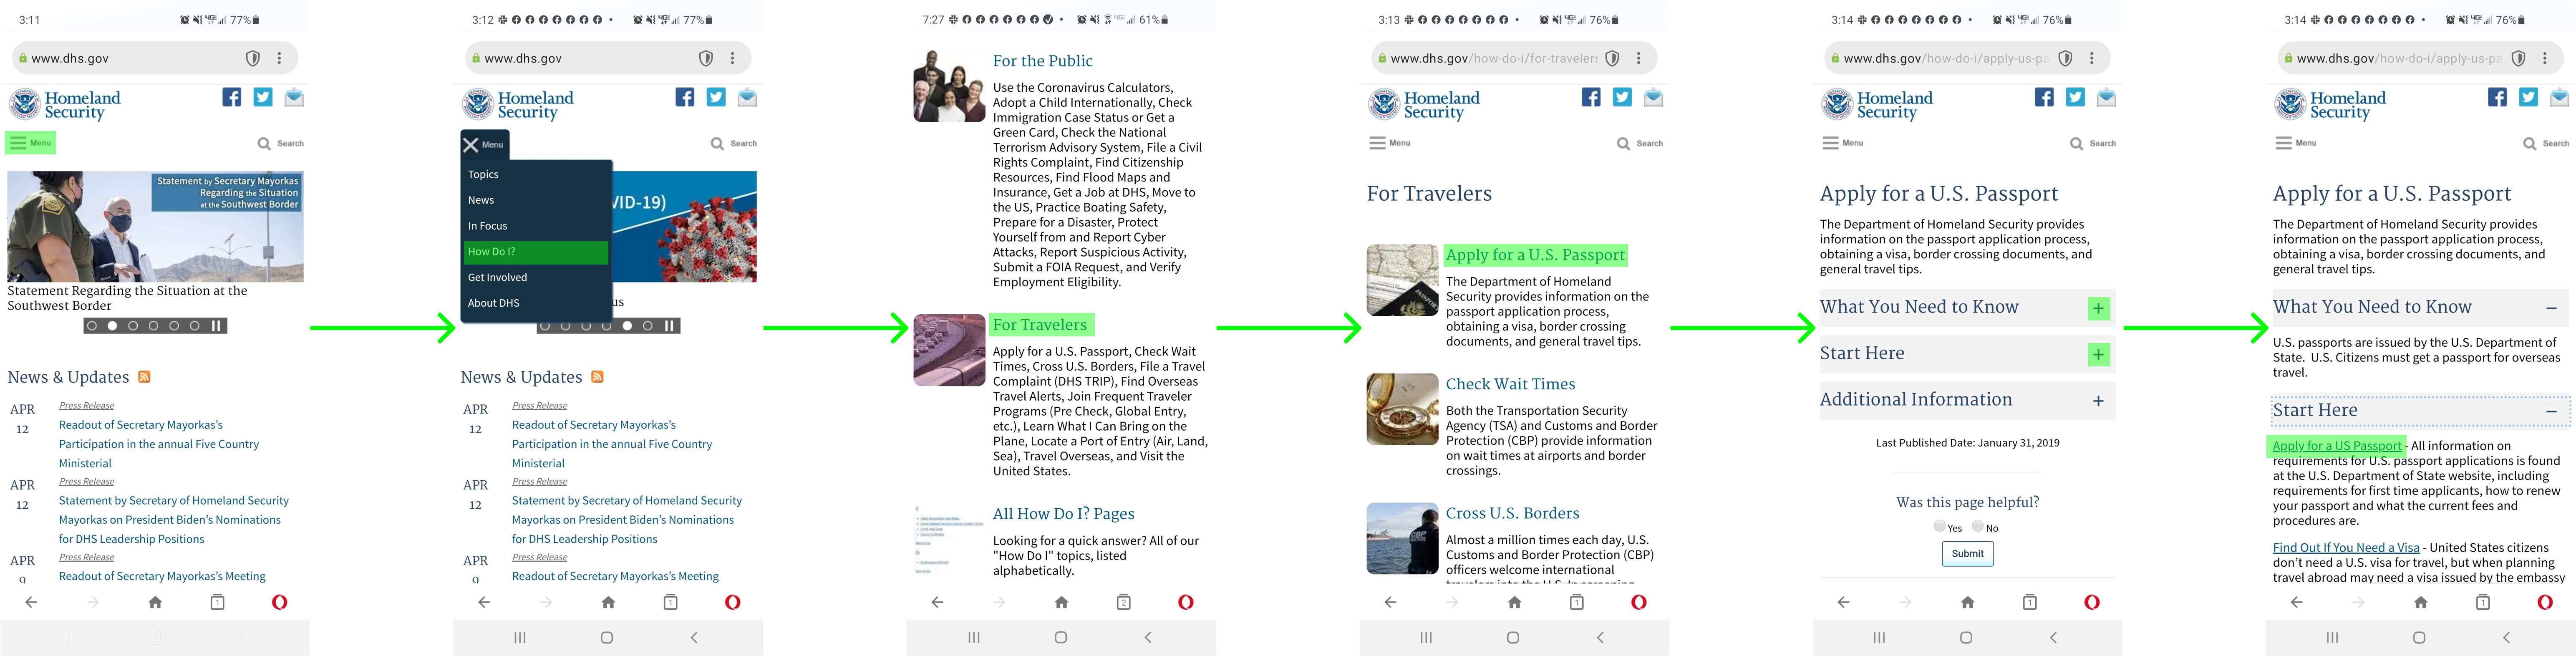 3:11
77%
www.dhs.gov
Homeland
Security
Menu
Search
Statement by Secretary Mayorkas
Regarding the Situation
at the Southwest Border
Statement Regarding the Situation at the
Southwest Border
News & Updates
APR
12
Press Release
Readout of Secretary Mayorkas's
Participation in the annual Five Country
Ministerial
APR
12
Press Release
Statement by Secretary of Homeland Security
Mayorkas on President Biden's Nominations
for DHS Leadership Positions
APR
9
Press Release
Readout of Secretary Mayorkas's Meeting
1
3:12
77%
www.dhs.gov
Homeland
Security
Menu
Search
Topics
News
In Focus
How Do I?
Get Involved
About DHS
VID-19)
us
News & Updates
APR
12
Press Release
Readout of Secretary Mayorkas's
Participation in the annual Five Country
Ministerial
APR
12
Press Release
Statement by Secretary of Homeland Security
Mayorkas on President Biden's Nominations
for DHS Leadership Positions
APR
9
Press Release
Readout of Secretary Mayorkas's Meeting
1
7:27
61%
For the Public
Use the Coronavirus Calculators,
Adopt a Child Internationally, Check
Immigration Case Status or Get a
Green Card, Check the National
Terrorism Advisory System, File a Civil
Rights Complaint, Find Citizenship
Resources, Find Flood Maps and
Insurance, Get a Job at DHS, Move to
the US, Practice Boating Safety,
Prepare for a Disaster, Protect
Yourself from and Report Cyber
Attacks, Report Suspicious Activity,
Submit a FOIA Request, and Verify
Employment Eligibility.
For Travelers
Apply for a U.S. Passport, Check Wait
Times, Cross U.S. Borders, File a Travel
Complaint (DHS TRIP), Find Overseas
Travel Alerts, Join Frequent Traveler
Programs (Pre Check, Global Entry,
etc.), Learn What I Can Bring on the
Plane, Locate a Port of Entry (Air, Land,
Sea), Travel Overseas, and Visit the
United States.
All How Do I? Pages
Looking for a quick answer? All of our
"How Do I" topics, listed
alphabetically.
2
3:13
76%
www.dhs.gov/how-do-i/for-travelers
Homeland
Security
Menu
Search
For Travelers
Apply for a U.S. Passport
The Department of Homeland
Security provides information on the
passport application process,
obtaining a visa, border crossing
documents, and general travel tips.
Check Wait Times
Both the Transportation Security
Agency (TSA) and Customs and Border
Protection (CBP) provide information
on wait times at airports and border
crossings.
Cross U.S. Borders
Almost a million times each day, U.S.
Customs and Border Protection (CBP)
officers welcome international
travelers into the U.S. In screening
1
3:14
76%
www.dhs.gov/how-do-i/apply-us-pa
Homeland
Security
Menu
Search
Apply for a U.S. Passport
The Department of Homeland Security provides
information on the passport application process,
obtaining a visa, border crossing documents, and
general travel tips.
What You Need to Know +
Start Here +
Additional Information +
Last Published Date: January 31, 2019
Was this page helpful?
Yes No
Submit
1
3:14
76%
www.dhs.gov/how-do-i/apply-us-pa
Homeland
Security
Menu
Search
Apply for a U.S. Passport
The Department of Homeland Security provides
information on the passport application process,
obtaining a visa, border crossing documents, and
general travel tips.
What You Need to Know −
U.S. passports are issued by the U.S. Department of
State. U.S. Citizens must get a passport for overseas
travel.
Start Here −
Apply for a US Passport - All information on
requirements for U.S. passport applications is found
at the U.S. Department of State website, including
requirements for first time applicants, how to renew
your passport and what the current fees and
procedures are.
Find Out If You Need a Visa - United States citizens
don't need a U.S. visa for travel, but when planning
travel abroad may need a visa issued by the embassy
1